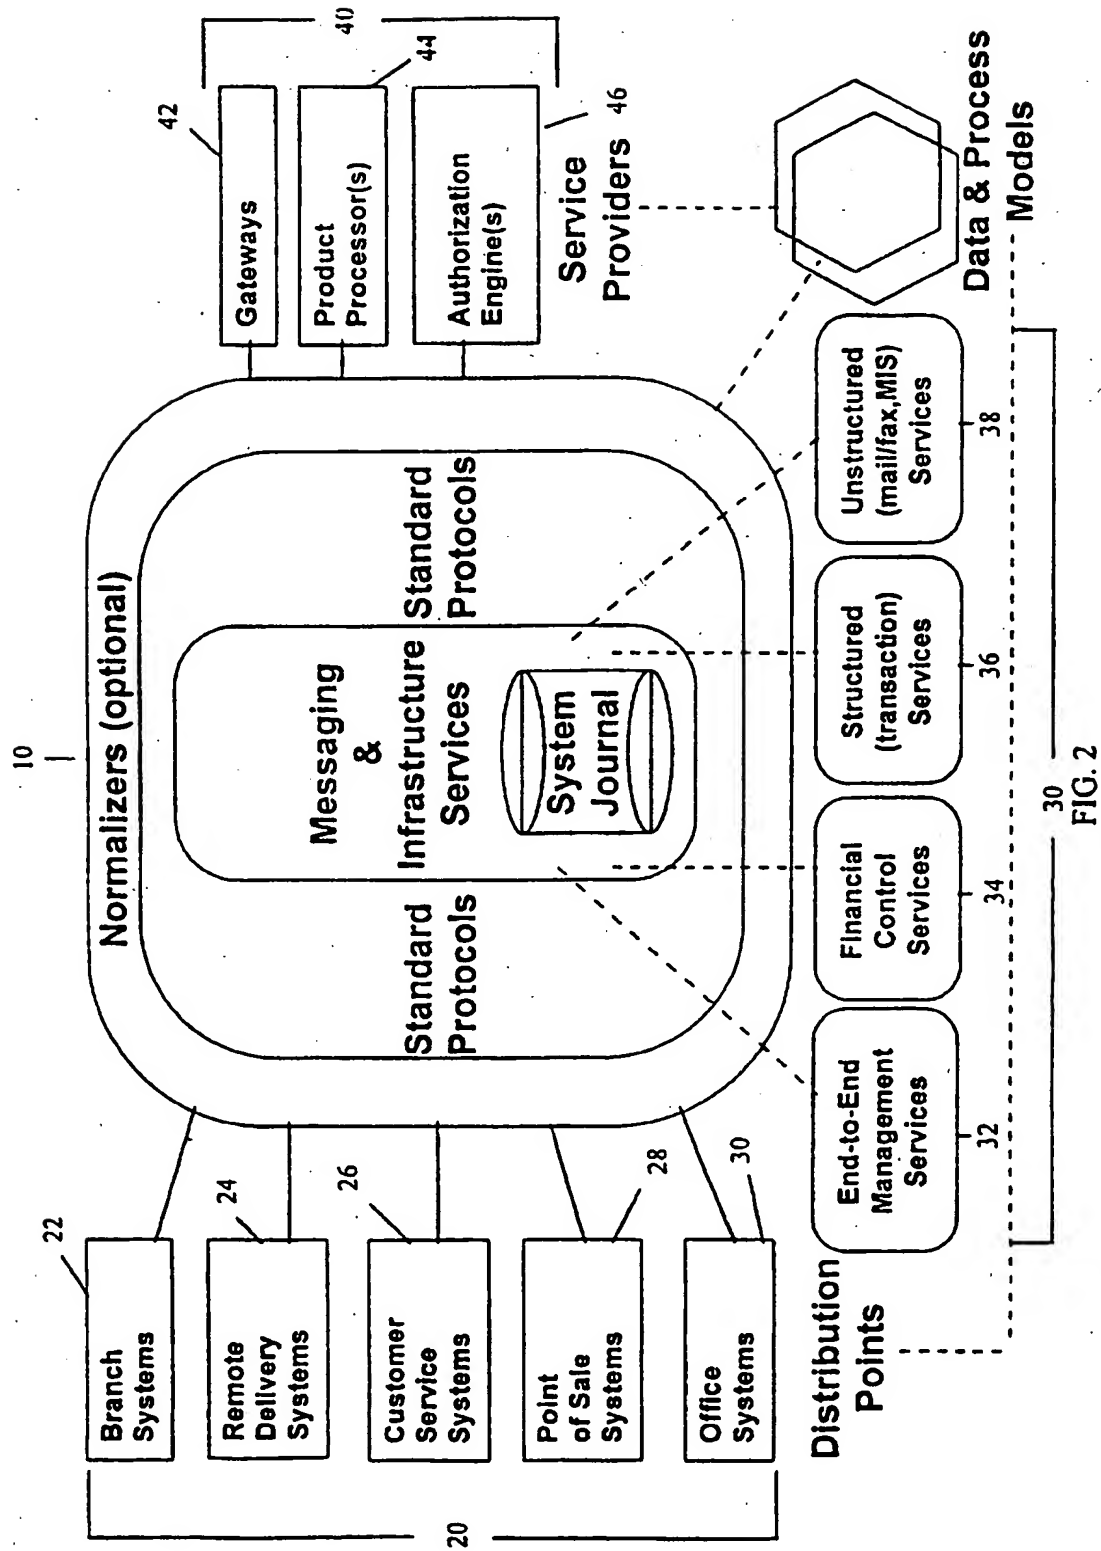 10
Normalizers (optional)
20
22
Branch
Systems
24
Remote
Delivery
Systems
26
Customer
Service
Systems
28
Point
of Sale
Systems
30
Office
Systems
Distribution
Points
Standard
Protocols
Messaging
&
Infrastructure
Services
System
Journal
Standard
Protocols
40
42
Gateways
44
Product
Processor(s)
46
Authorization
Engine(s)
Service
Providers
Data & Process
Models
End-to-End
Management
Services
32
Financial
Control
Services
34
Structured
(transaction)
Services
36
Unstructured
(mail/fax,MIS)
Services
38
30
FIG. 2